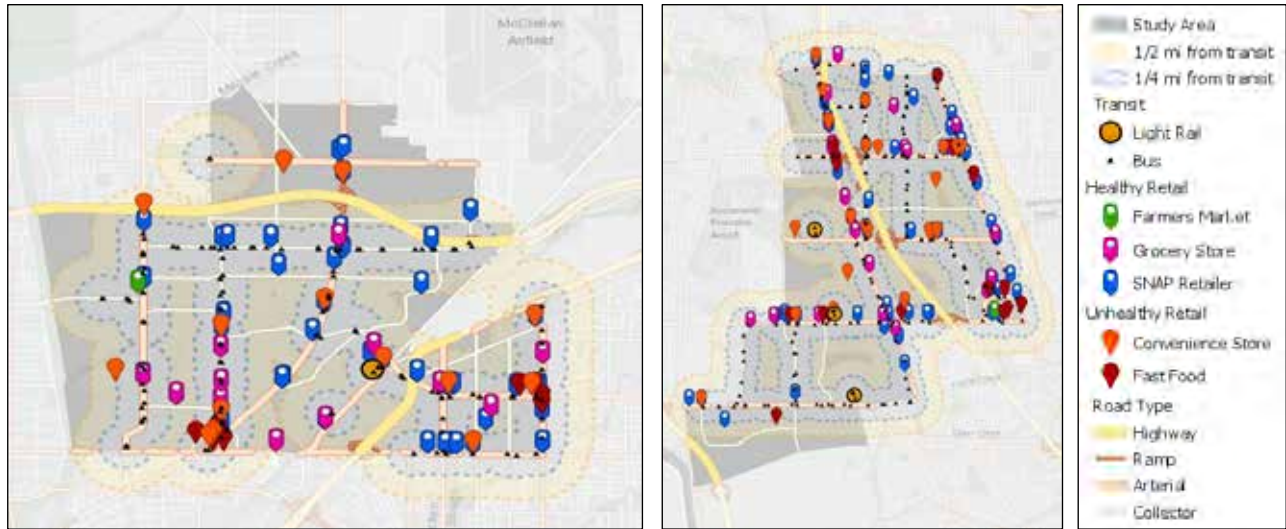 McClellan
Airfield
Study Area
1/2 mi from transit
1/4 mi from transit
Transit
Light Rail
Bus
Healthy Retail
Farmers Market
Grocery Store
SNAP Retailer
Unhealthy Retail
Convenience Store
Fast Food
Road Type
Highway
Ramp
Arterial
Collector